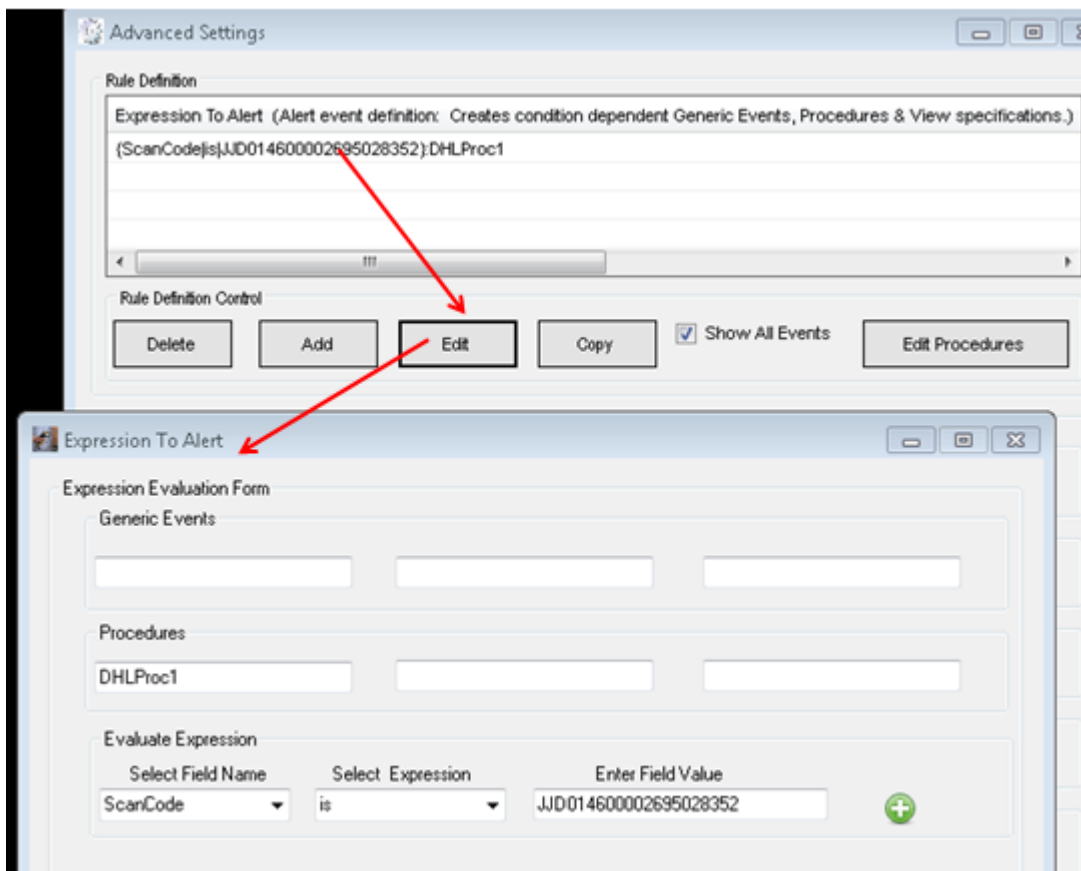 Advanced Settings
Rule Definition
Expression To Alert (Alert event definition: Creates condition dependent Generic Events, Procedures & View specifications.)
{ScanCode|is|JJD014600002695028352}:DHLProc1
Rule Definition Control
Delete Add Edit Copy Show All Events Edit Procedures
Expression To Alert
Expression Evaluation Form
Generic Events
Procedures
DHLProc1
Evaluate Expression
Select Field Name Select Expression Enter Field Value
ScanCode is JJD014600002695028352